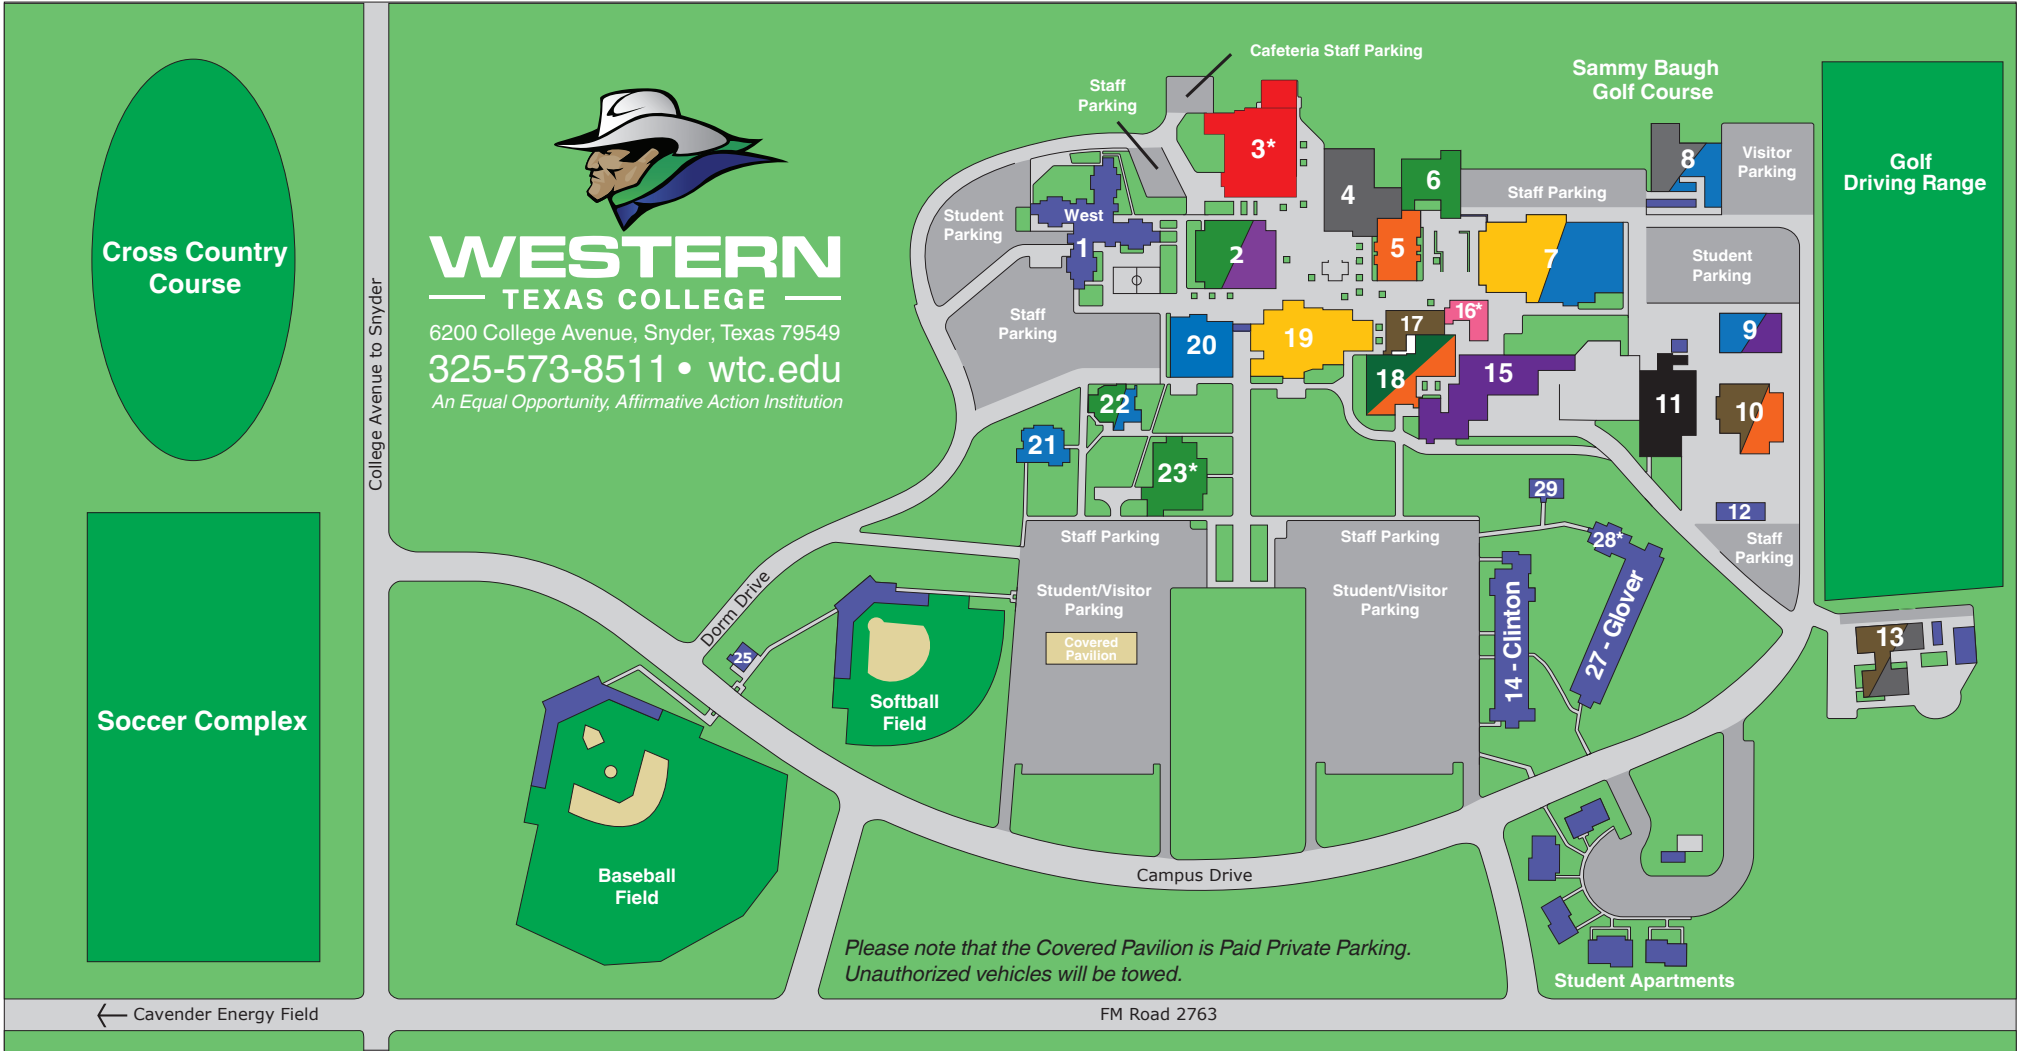 Cafeteria Staff Parking
Staff
Parking
Sammy Baugh
Golf Course
3*
4
6
Staff Parking
8
Visitor
Parking
Golf
Driving Range
Student
Parking
West
1
2
5
7
Student
Parking
Cross Country
Course
College Avenue to Snyder
WESTERN
TEXAS COLLEGE
6200 College Avenue, Snyder, Texas 79549
325-573-8511 • wtc.edu
An Equal Opportunity, Affirmative Action Institution
Staff
Parking
20
19
17
16*
18
15
9
11
10
22
21
23*
29
12
28*
Staff
Parking
Staff Parking
Student/Visitor
Parking
Covered
Pavilion
Staff Parking
Student/Visitor
Parking
14 - Clinton
27 - Glover
13
Dorm Drive
25
Softball
Field
Soccer Complex
Baseball
Field
Campus Drive
Please note that the Covered Pavilion is Paid Private Parking.
Unauthorized vehicles will be towed.
Student Apartments
Cavender Energy Field
FM Road 2763